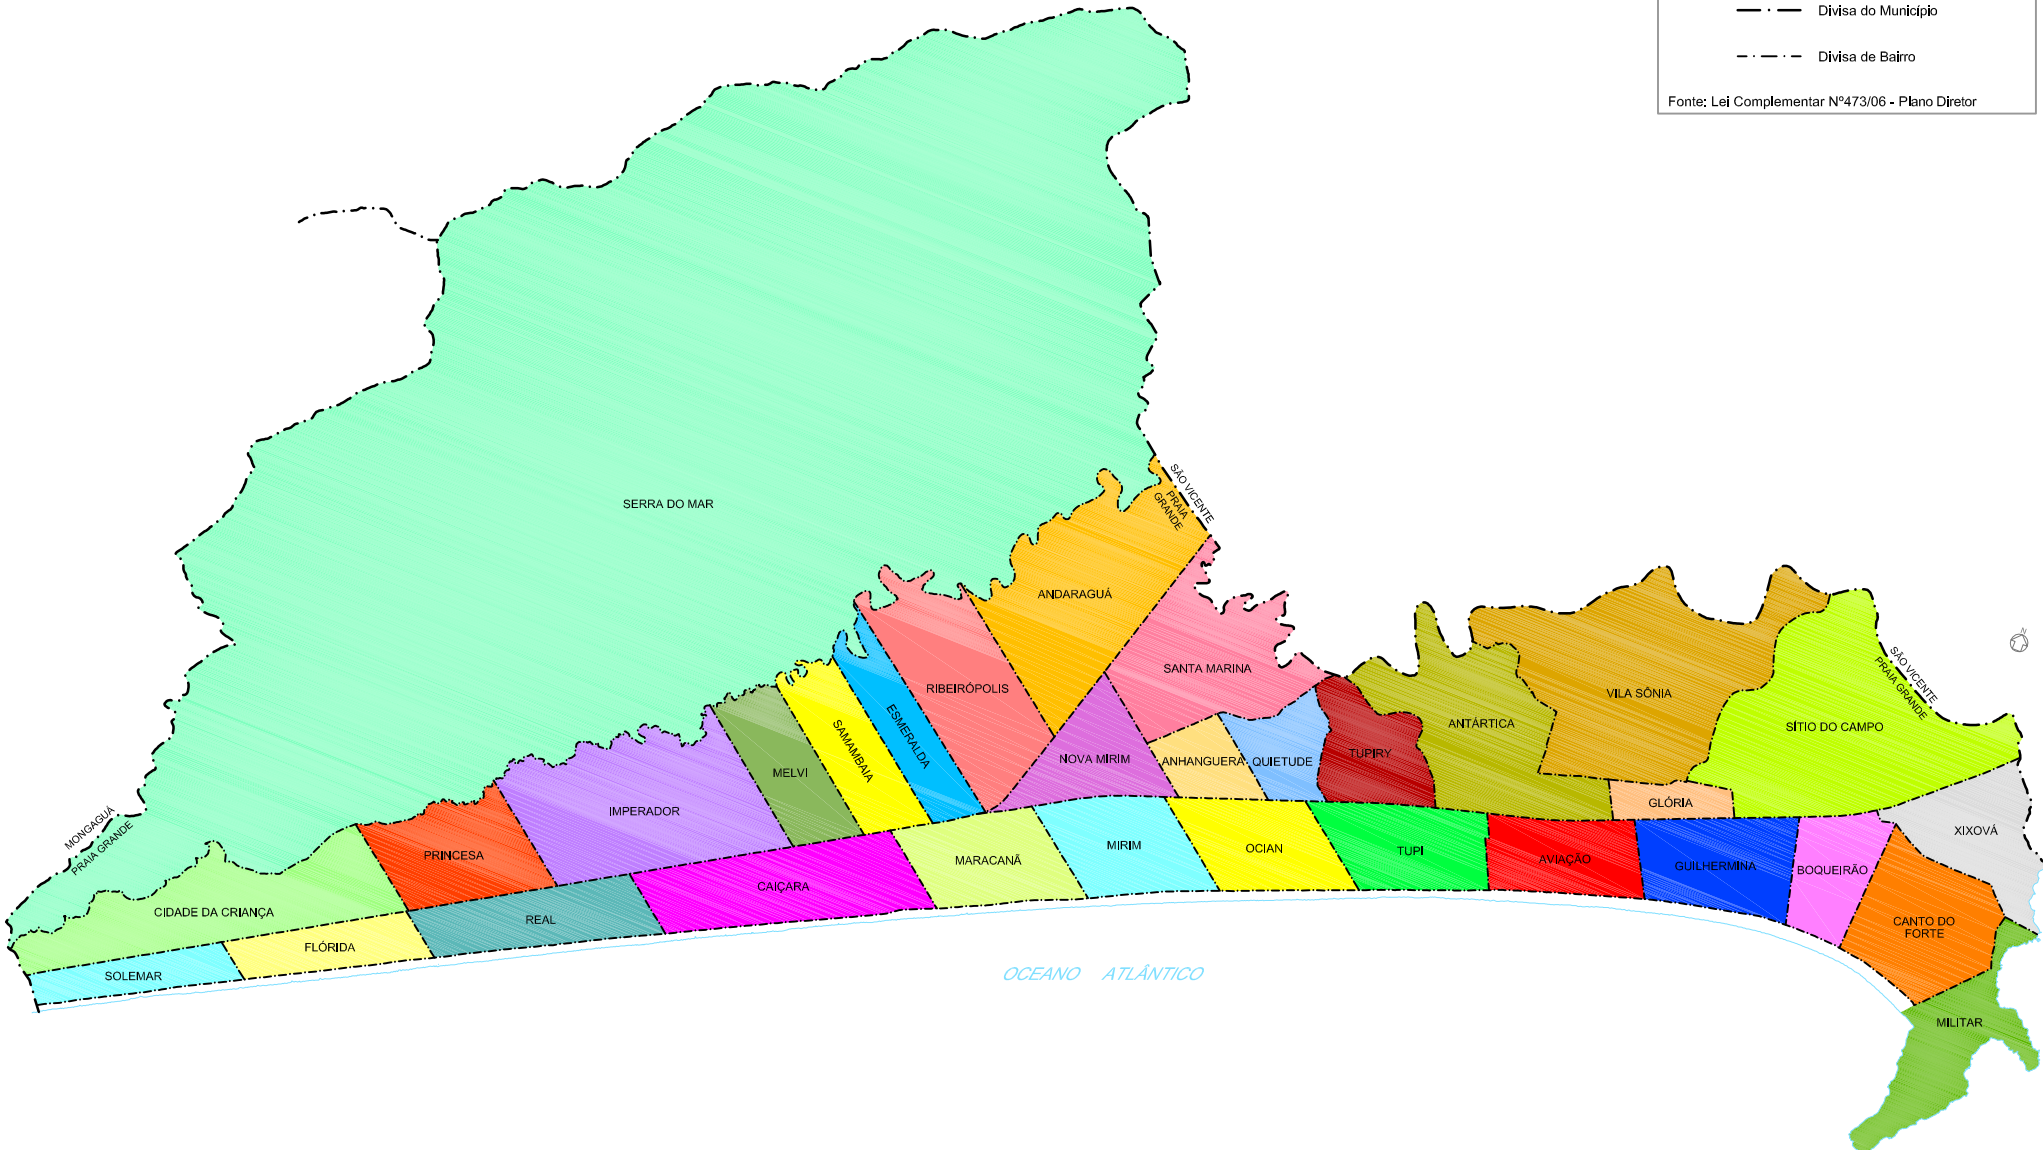 Divisa do Município
Divisa de Bairro
Fonte: Lei Complementar Nº473/06 - Plano Diretor
SERRA DO MAR
SÃO VICENTE
PRAIA
GRANDE
ANDARAGUÁ
SANTA MARINA
RIBEIRÓPOLIS
ESMERALDA
SAMAMBAIA
MELVI
IMPERADOR
PRINCESA
CIDADE DA CRIANÇA
MONGAGUÁ
PRAIA GRANDE
NOVA MIRIM
ANHANGUERA
QUIETUDE
TUPIRY
ANTÁRTICA
VILA SÔNIA
SÍTIO DO CAMPO
SÃO VICENTE
PRAIA GRANDE
N
GLÓRIA
XIXOVÁ
SOLEMAR
FLÓRIDA
REAL
CAIÇARA
MARACANÃ
MIRIM
OCIAN
TUPI
AVIAÇÃO
GUILHERMINA
BOQUEIRÃO
CANTO DO
FORTE
MILITAR
OCEANO ATLÂNTICO